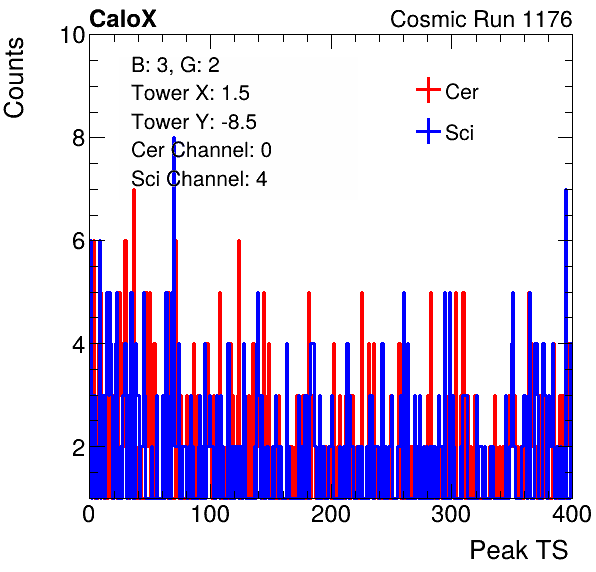 CaloX
Cosmic Run 1176
Counts
10
8
6
4
2
B: 3, G: 2
Tower X: 1.5
Tower Y: -8.5
Cer Channel: 0
Sci Channel: 4
Cer
Sci
0
100
200
300
400
Peak TS